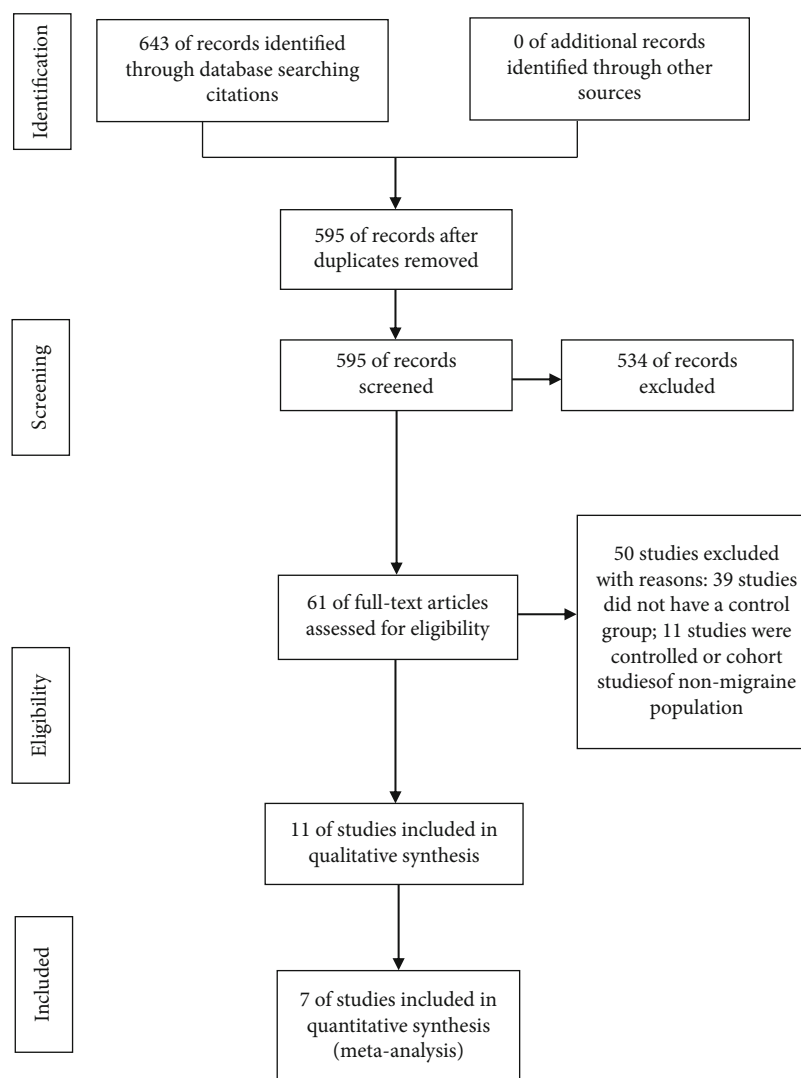 Identification
643 of records identified
through database searching
citations
0 of additional records
identified through other
sources
595 of records after
duplicates removed
Screening
595 of records
screened
534 of records
excluded
Eligibility
61 of full-text articles
assessed for eligibility
50 studies excluded
with reasons: 39 studies
did not have a control
group; 11 studies were
controlled or cohort
studiesof non-migraine
population
11 of studies included in
qualitative synthesis
Included
7 of studies included in
quantitative synthesis
(meta-analysis)